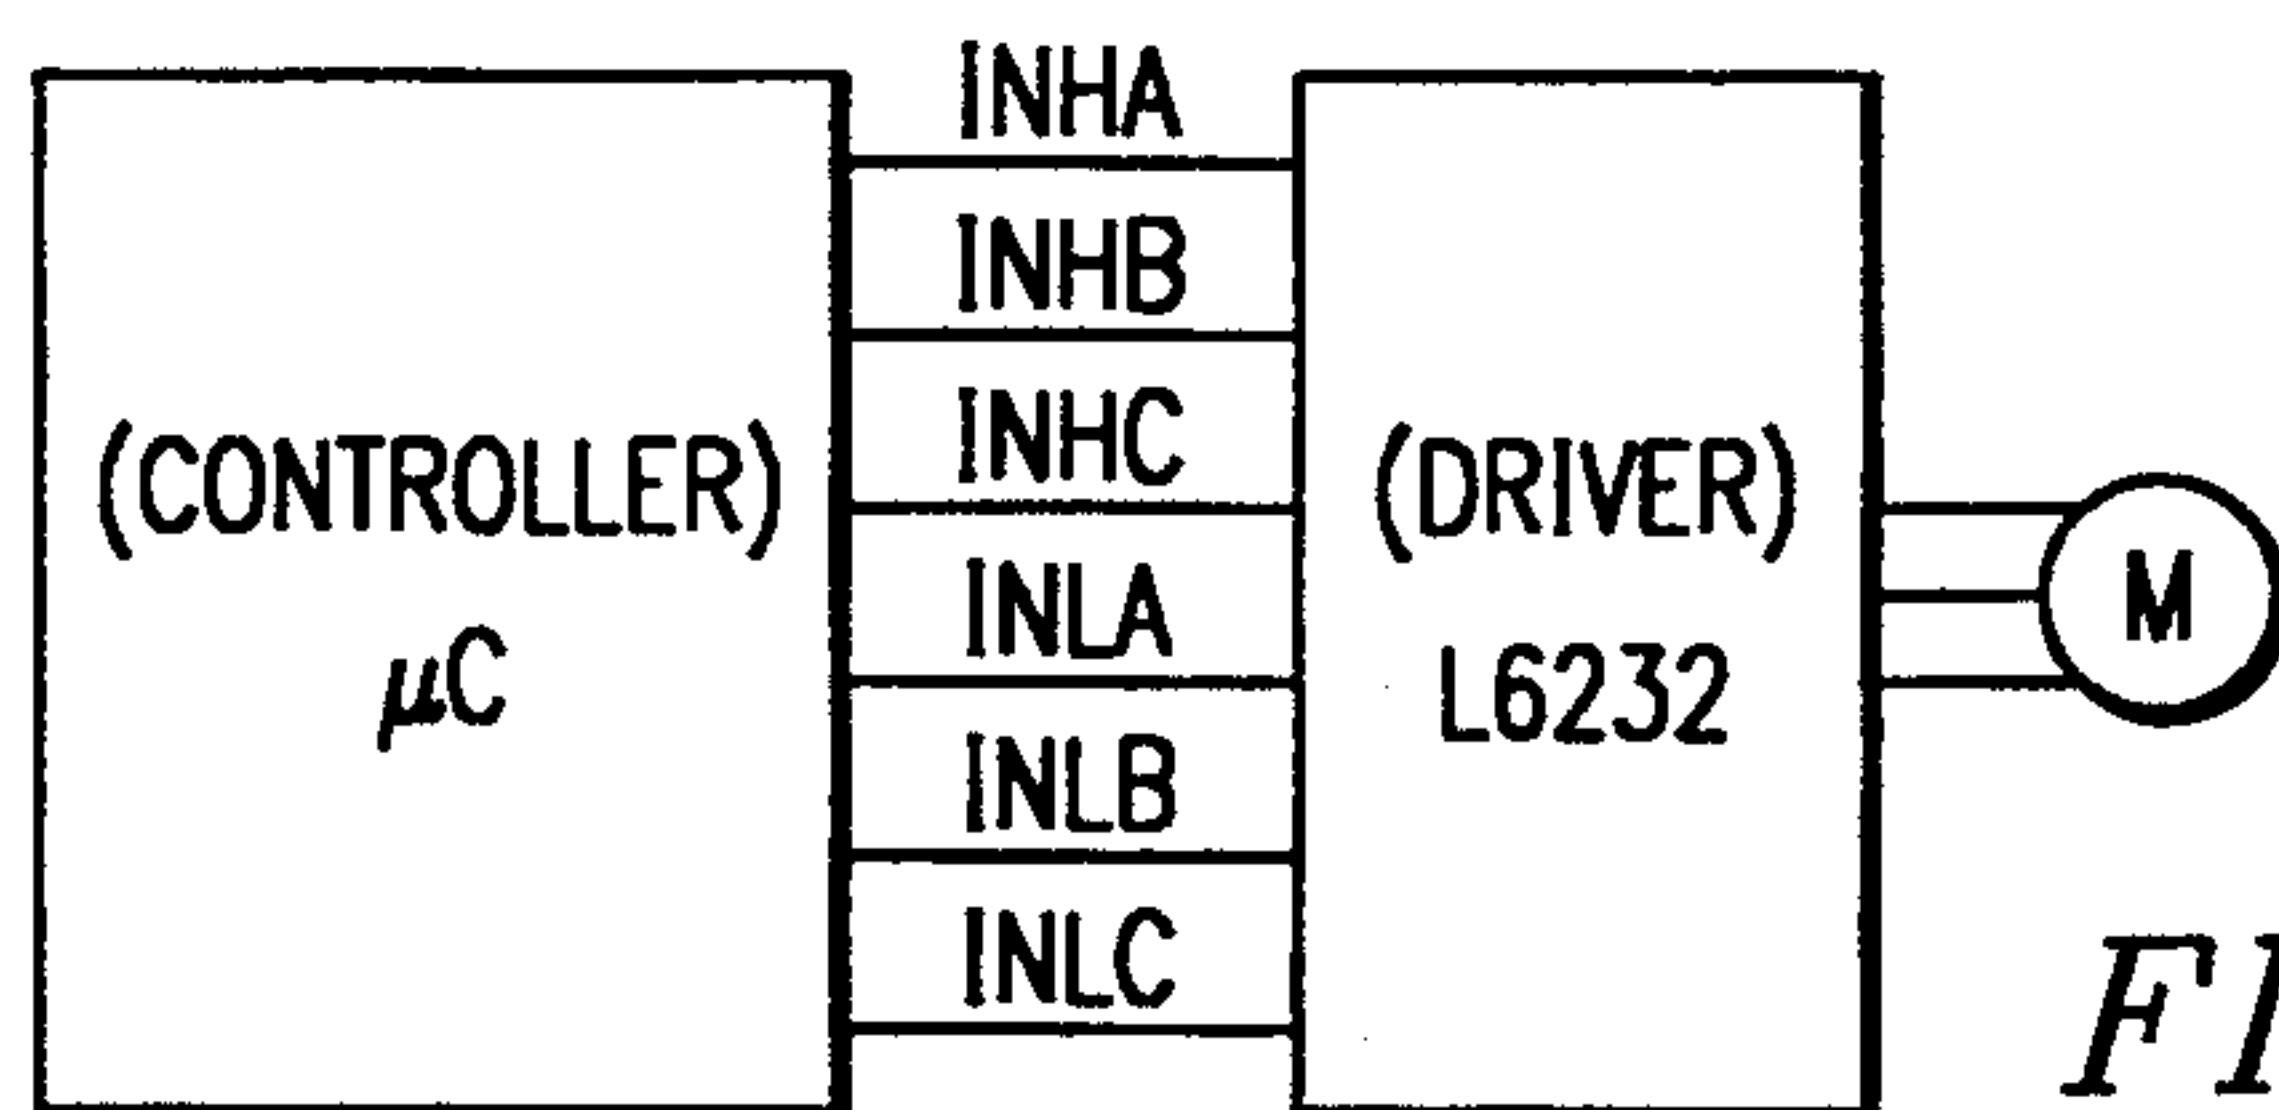 INHA
INHB
INHC
INLA
INLB
INLC
(CONTROLLER)
μC
(DRIVER)
L6232
M